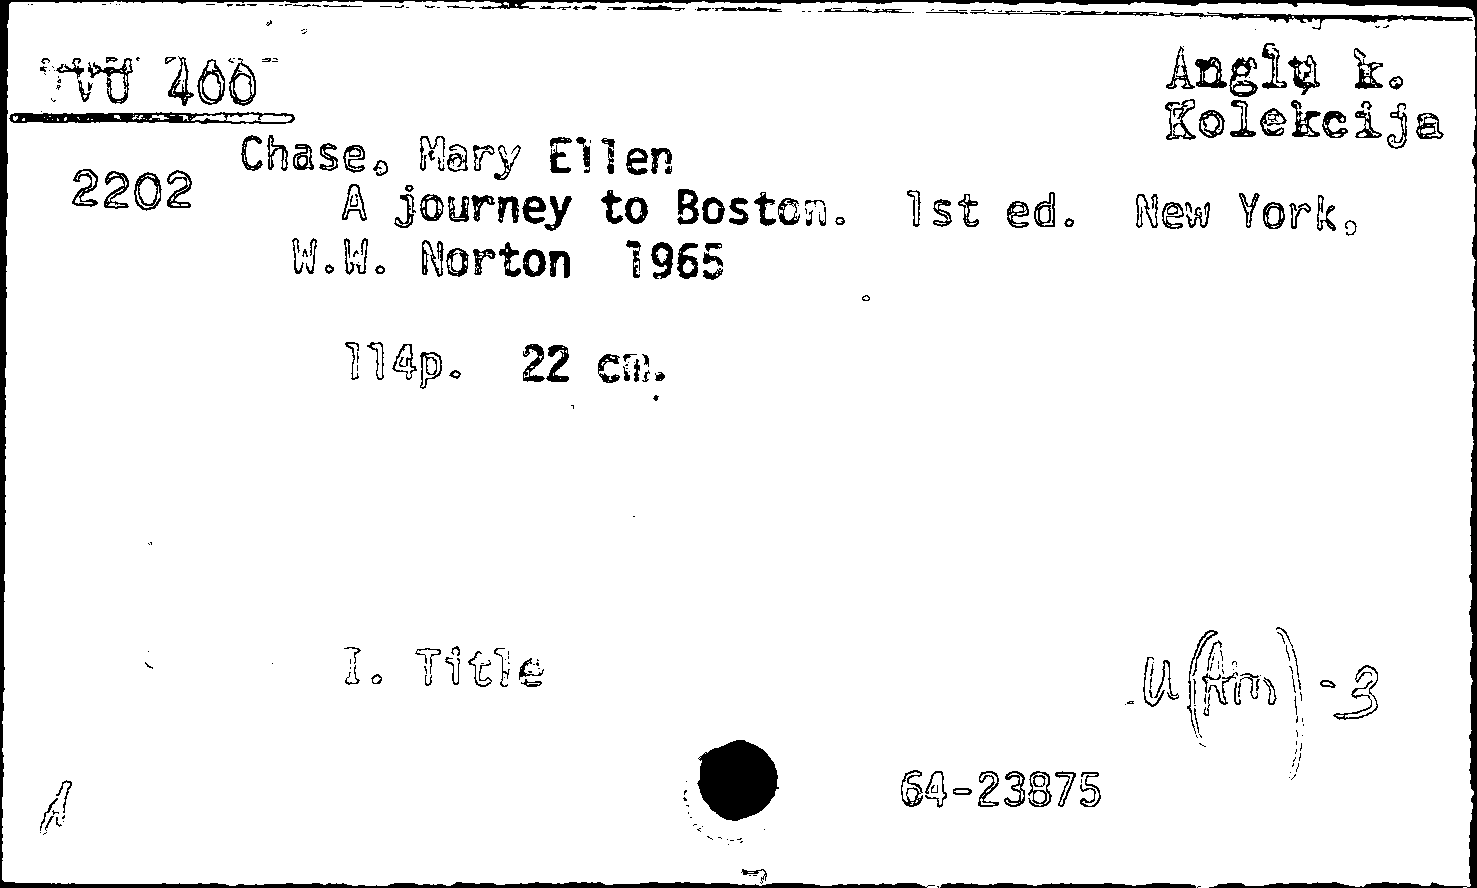 VU 400
Anglų k.
Kolekcija
Chase, Mary Ellen
2202
A journey to Boston. 1st ed. New York,
W.W. Norton 1965
114p. 22 cm.
I. Title
U(Am)-3
64-23875
A